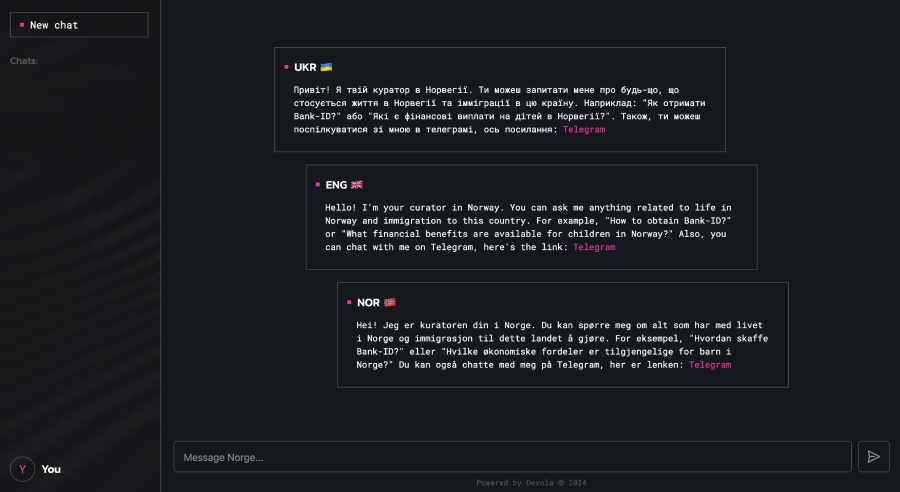 New chat
Chats:
UKR
Привіт! Я твій куратор в Норвегії. Ти можеш запитати мене про будь-що, що
стосується життя в Норвегії та імміграції в цю країну. Наприклад: "Як отримати
Bank-ID?" або "Які є фінансові виплати на дітей в Норвегії?". Також, ти можеш
поспілкуватися зі мною в телеграмі, ось посилання: Telegram
ENG
Hello! I'm your curator in Norway. You can ask me anything related to life in
Norway and immigration to this country. For example, "How to obtain Bank-ID?"
or "What financial benefits are available for children in Norway?" Also, you
can chat with me on Telegram, here's the link: Telegram
NOR
Hei! Jeg er kuratoren din i Norge. Du kan spørre meg om alt som har med livet
i Norge og immigrasjon til dette landet å gjøre. For eksempel, "Hvordan skaffe
Bank-ID?" eller "Hvilke økonomiske fordeler er tilgjengelige for barn i
Norge?" Du kan også chatte med meg på Telegram, her er lenken: Telegram
Y You
Message Norge...
Powered by Dexola © 2024